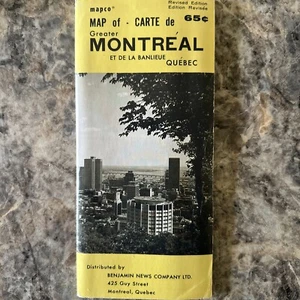 mapco®
Revised Edition
Edition Revisée
MAP of - CARTE de 65¢
Greater
MONTRÉAL
ET DE LA BANLIEUE
QUÉBEC
Distributed by
BENJAMIN NEWS COMPANY LTD.
425 Guy Street
Montreal, Quebec